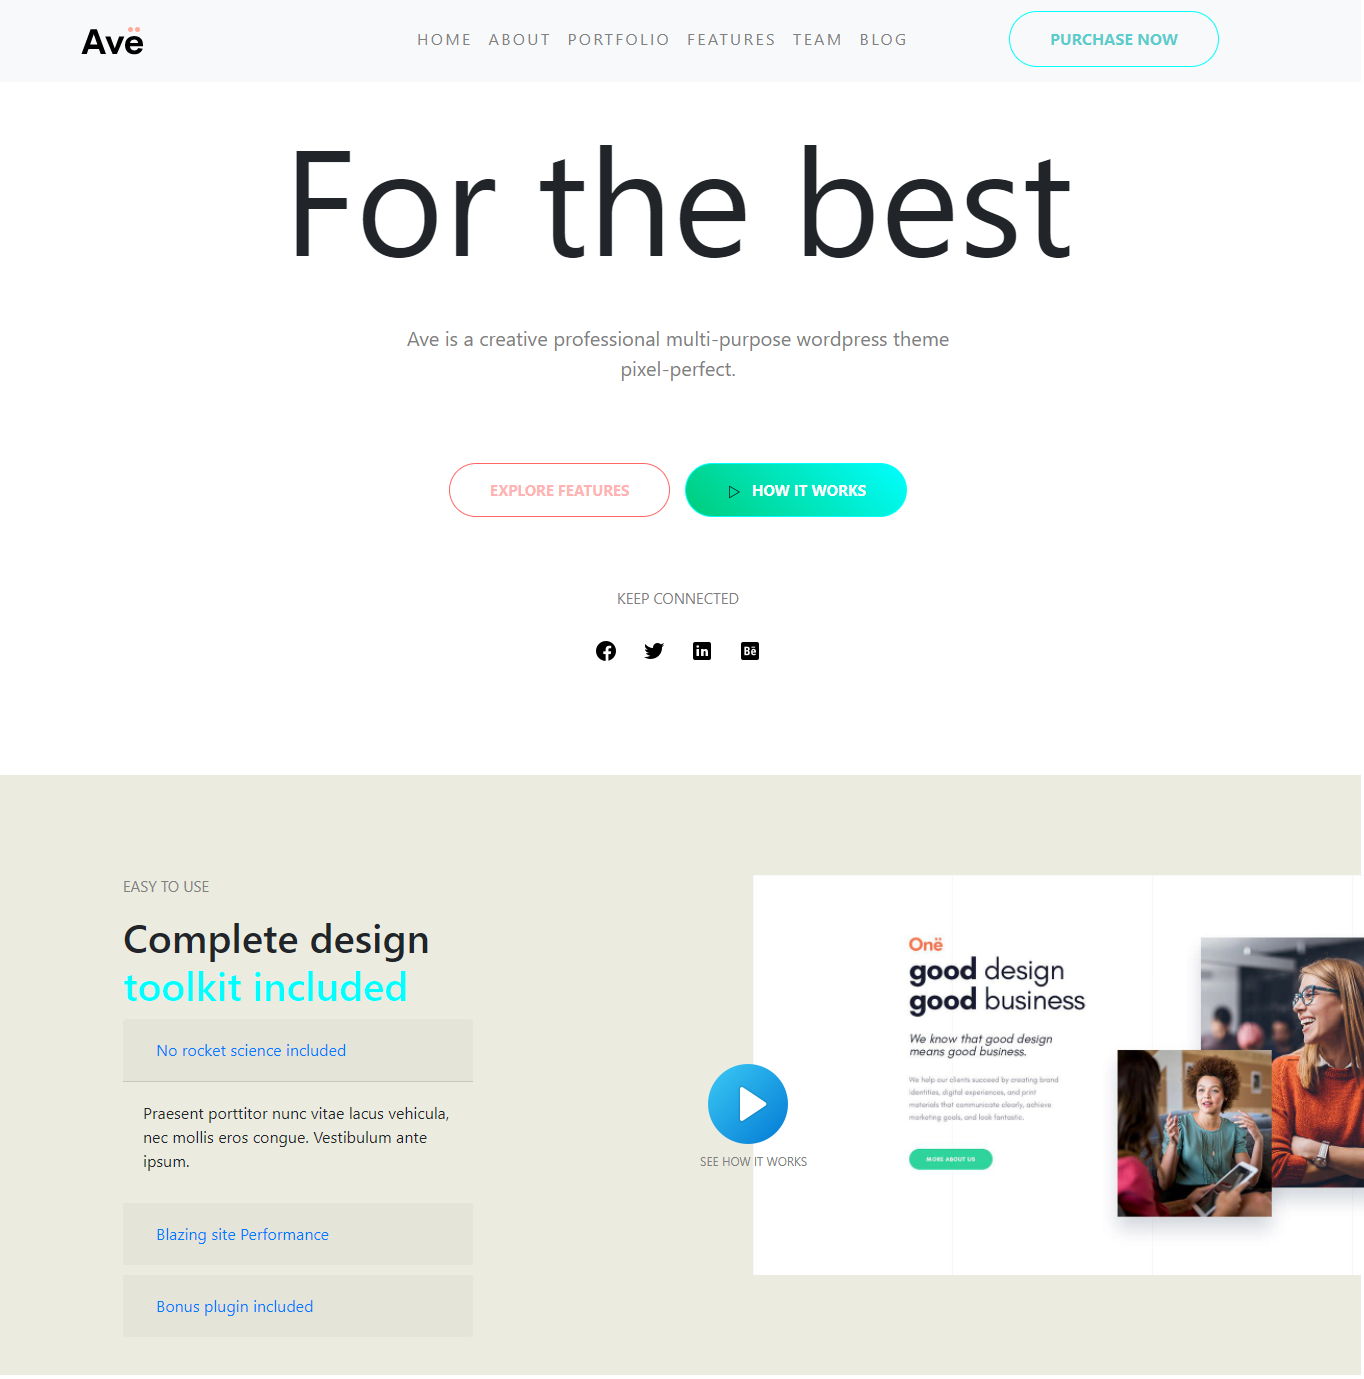 Avë
HOME ABOUT PORTFOLIO FEATURES TEAM BLOG
PURCHASE NOW
For the best
Ave is a creative professional multi-purpose wordpress theme
pixel-perfect.
EXPLORE FEATURES
HOW IT WORKS
KEEP CONNECTED
in
Bē
EASY TO USE
Complete design
toolkit included
No rocket science included
Praesent porttitor nunc vitae lacus vehicula,
nec mollis eros congue. Vestibulum ante
ipsum.
Blazing site Performance
Bonus plugin included
SEE HOW IT WORKS
Onë
good design
good business
We know that good design
means good business.
We help our clients succeed by creating brand
identities, digital experiences, and print
materials that communicate clearly, achieve
marketing goals, and look fantastic.
MORE ABOUT US